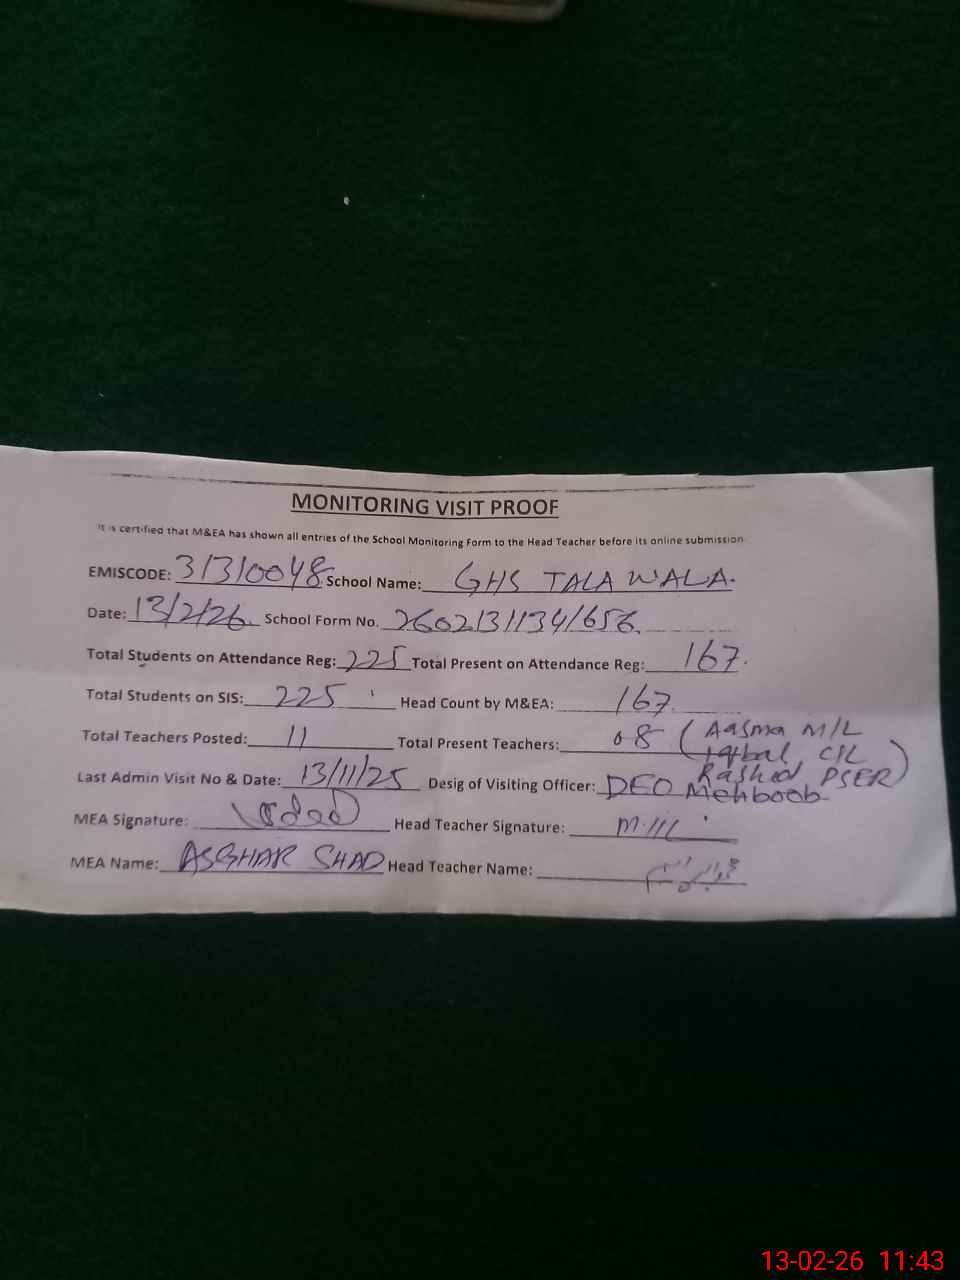 MONITORING VISIT PROOF
It is certified that M&EA has shown all entries of the School Monitoring Form to the Head Teacher before its online submission
EMISCODE: 31310048 School Name: GHS TALA WALA.
Date: 13/2/26 School Form No. 26021311341656
Total Students on Attendance Reg: 225 Total Present on Attendance Reg: 167
Total Students on SIS: 225 Head Count by M&EA: 167
Total Teachers Posted: 11 Total Present Teachers: 08 (Aasma M/L
Iqbal C/L
Rashid PSER)
Last Admin Visit No & Date: 13/11/25 Desig of Visiting Officer: DEO Mehboob
MEA Signature: Head Teacher Signature:
MEA Name: ASGHAR SHAD Head Teacher Name:
13-02-26 11:43